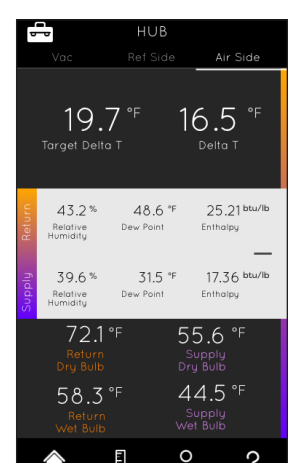 HUB
Vac Ref Side Air Side
19.7 °F 16.5 °F
Target Delta T Delta T
Return
43.2 % 48.6 °F 25.21 btu/lb
Relative Humidity Dew Point Enthalpy
Supply
39.6 % 31.5 °F 17.36 btu/lb
Relative Humidity Dew Point Enthalpy
72.1 °F 55.6 °F
Return Supply
Dry Bulb Dry Bulb
58.3 °F 44.5 °F
Return Supply
Wet Bulb Wet Bulb
?